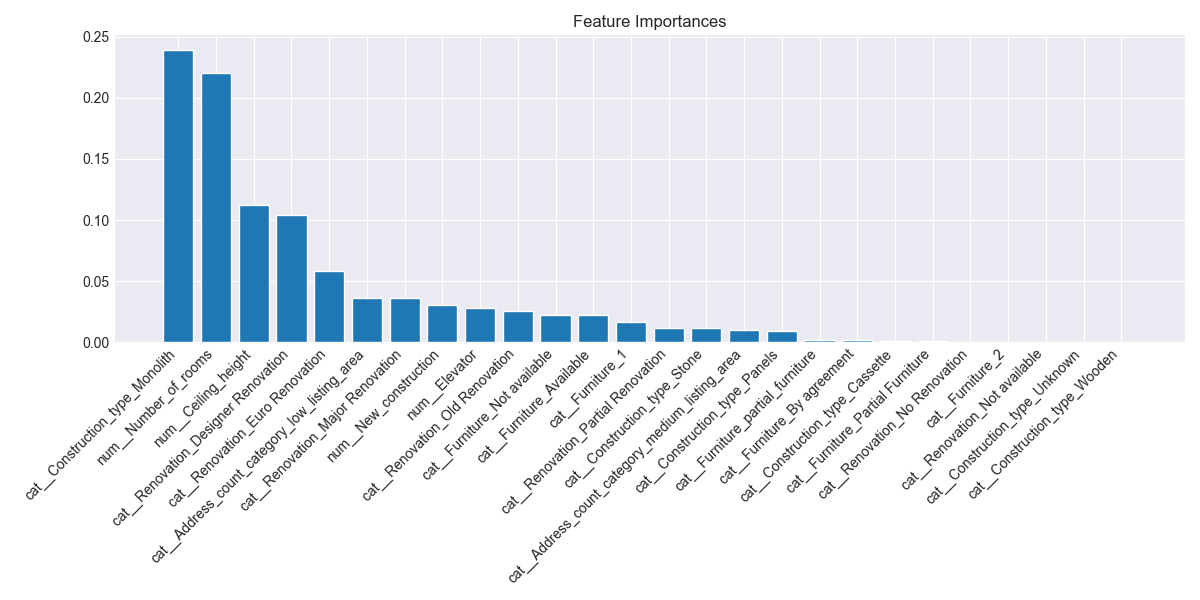 Feature Importances
0.25
0.20
0.15
0.10
0.05
0.00
cat__Construction_type_Monolith
num__Number_of_rooms
num__Ceiling_height
cat__Renovation_Designer Renovation
cat__Renovation_Euro Renovation
cat__Address_count_category_low_listing_area
cat__Renovation_Major Renovation
num__New_construction
num__Elevator
cat__Renovation_Old Renovation
cat__Furniture_Not available
cat__Furniture_Available
cat__Furniture_1
cat__Renovation_Partial Renovation
cat__Construction_type_Stone
cat__Address_count_category_medium_listing_area
cat__Construction_type_Panels
cat__Furniture_partial_furniture
cat__Furniture_By agreement
cat__Construction_type_Cassette
cat__Furniture_Partial Furniture
cat__Renovation_No Renovation
cat__Furniture_2
cat__Renovation_Not available
cat__Construction_type_Unknown
cat__Construction_type_Wooden